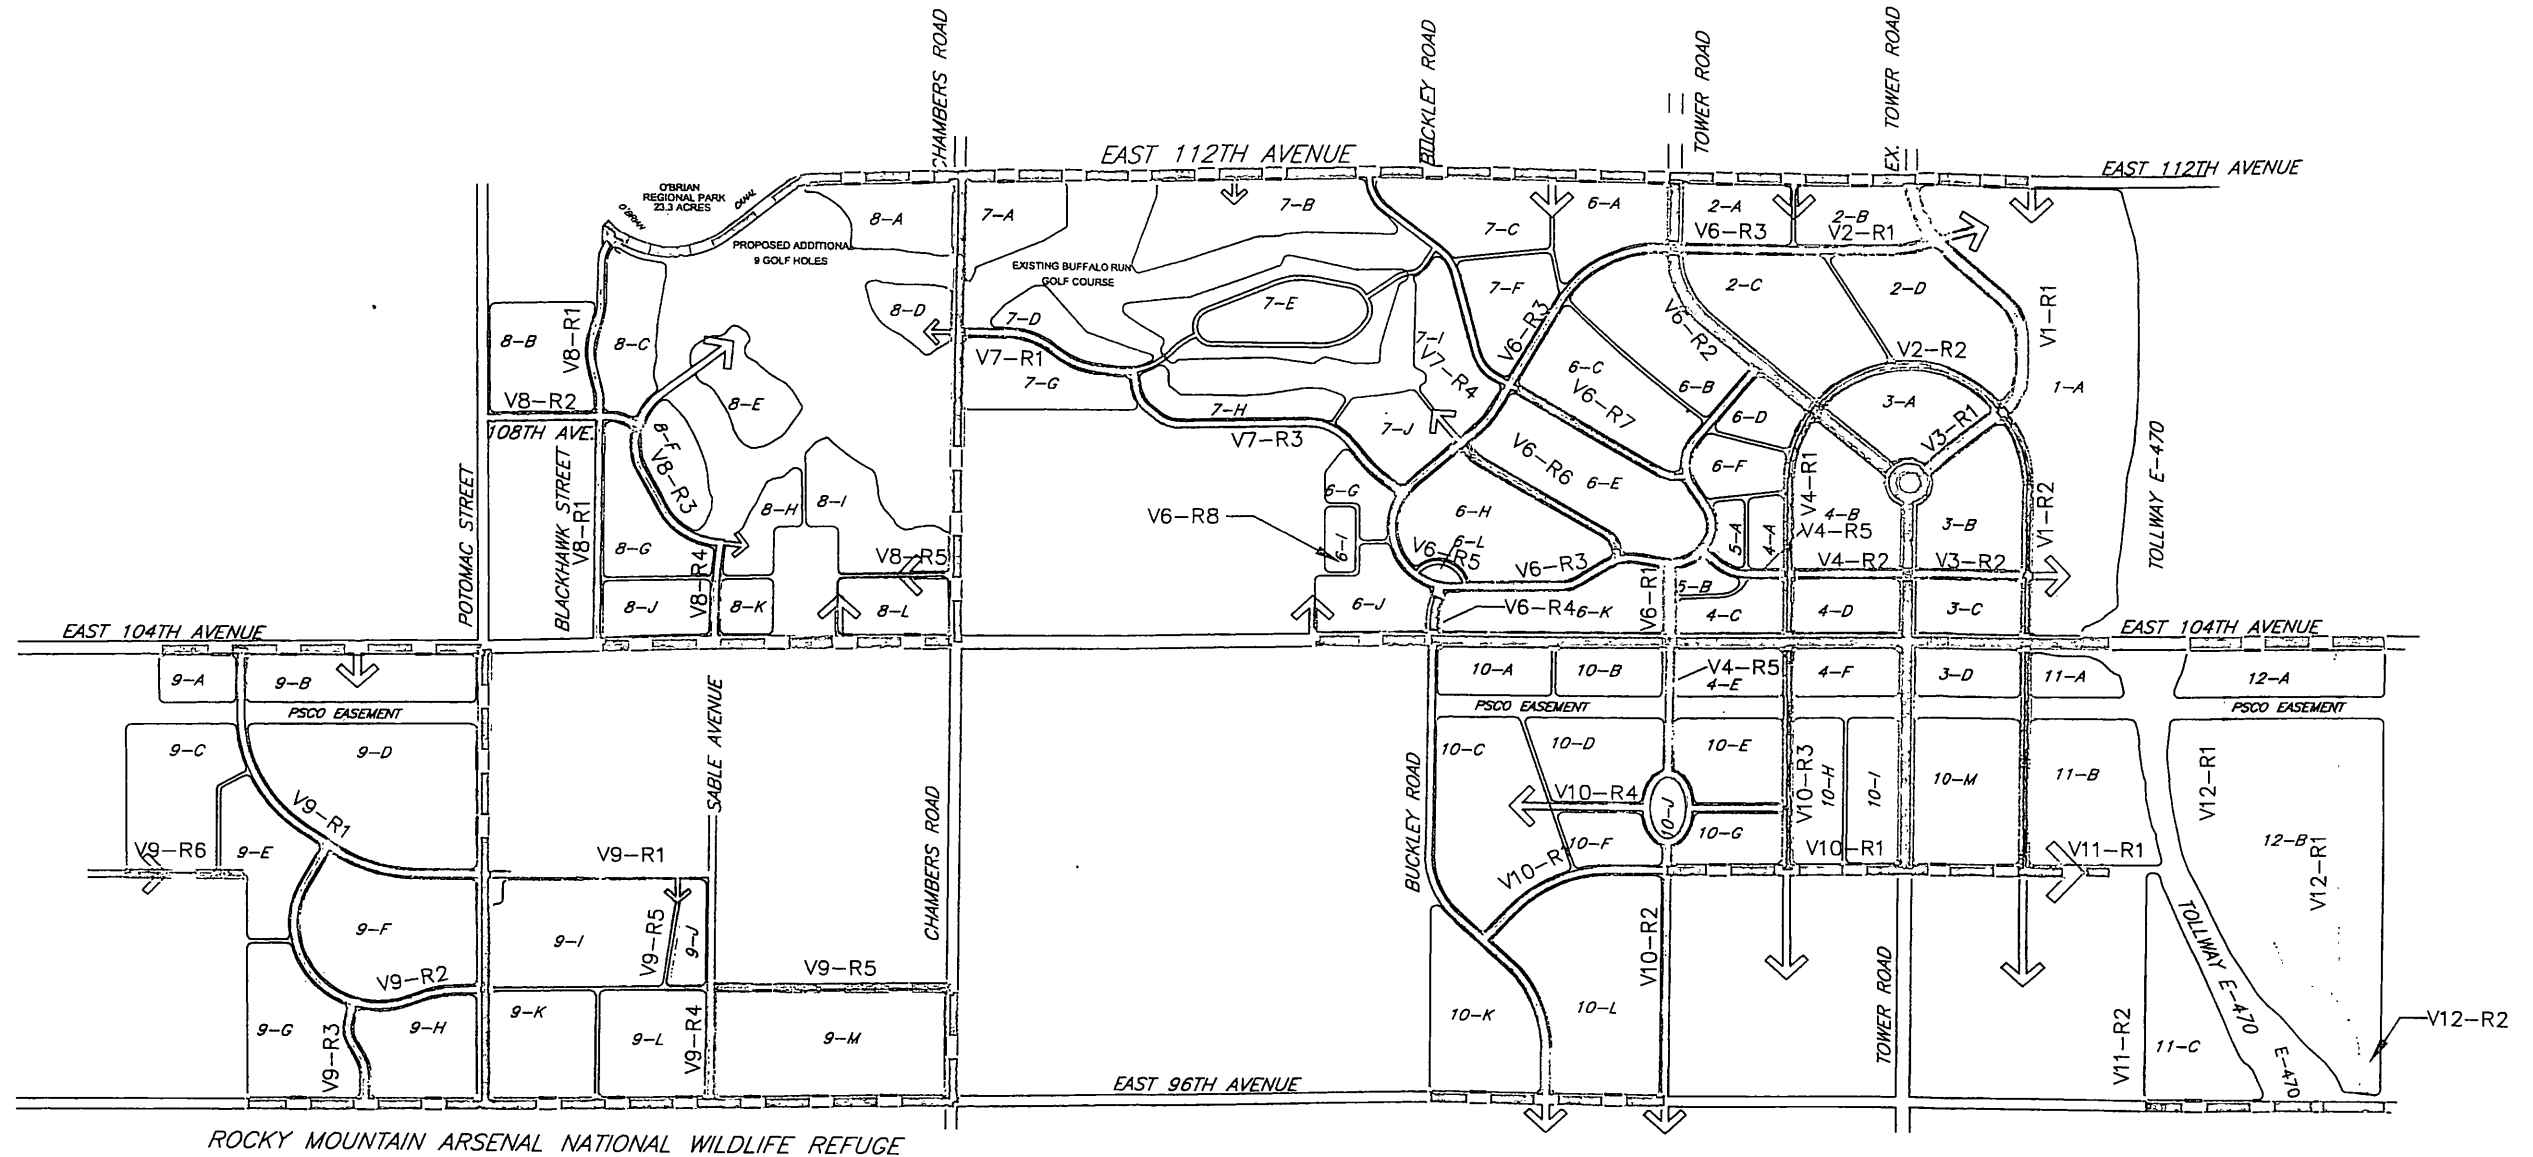 CHAMBERS ROAD
BUCKLEY ROAD
TOWER ROAD
EX. TOWER ROAD
EAST 112TH AVENUE
EAST 112TH AVENUE
O'BRIAN
REGIONAL PARK
23.3 ACRES
O'BRIAN
CANAL
8-A
7-A
7-B
6-A
2-A
2-B
7-C
V6-R3
V2-R1
PROPOSED ADDITIONAL
9 GOLF HOLES
EXISTING BUFFALO RUN
GOLF COURSE
8-B
V8-R1
8-C
8-D
7-D
7-E
7-F
2-C
2-D
V1-R1
V7-R1
7-G
7-I
V7-R4
V6-R3
V6-R2
V2-R2
6-C
6-B
V6-R7
1-A
V8-R2
108TH AVE.
8-E
8-F
V8-R3
7-H
V7-R3
7-J
V6-R6
6-E
6-D
6-F
3-A
V3-R1
V4-R1
POTOMAC STREET
BLACKHAWK STREET
V8-R1
8-G
8-H
8-I
6-G
V6-R8
6-I
6-H
6-L
V6-R5
5-A
4-A
4-B
V4-R5
3-B
V1-R2
TOLLWAY E-470
V8-R4
V8-R5
V6-R3
V6-R1
5-B
V4-R2
V3-R2
8-J
8-K
8-L
6-J
V6-R4
6-K
4-C
4-D
3-C
EAST 104TH AVENUE
EAST 104TH AVENUE
9-A
9-B
10-A
10-B
V4-R5
4-E
4-F
3-D
11-A
12-A
PSCO EASEMENT
PSCO EASEMENT
PSCO EASEMENT
9-C
9-D
SABLE AVENUE
CHAMBERS ROAD
BUCKLEY ROAD
10-C
10-D
10-E
V10-R3
10-H
10-I
10-M
11-B
V12-R1
V9-R1
V10-R4
10-J
10-F
10-G
V9-R6
9-E
V9-R1
V10-R1
V10-R1
V11-R1
12-B
V12-R1
9-F
9-I
V9-R5
9-J
V9-R2
V9-R5
V10-R2
TOWER ROAD
TOLLWAY E-470
9-G
V9-R3
9-H
9-K
9-L
V9-R4
9-M
10-K
10-L
V11-R2
11-C
E-470
V12-R2
EAST 96TH AVENUE
ROCKY MOUNTAIN ARSENAL NATIONAL WILDLIFE REFUGE